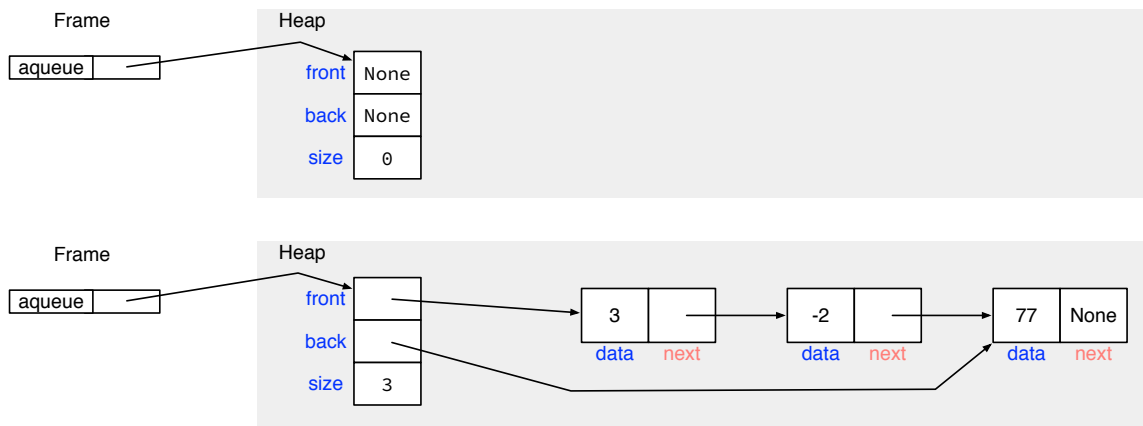 Frame Heap
aqueue
front None
back None
size 0
Frame Heap
aqueue
front
3 -2 77 None
back
data next data next data next
size 3